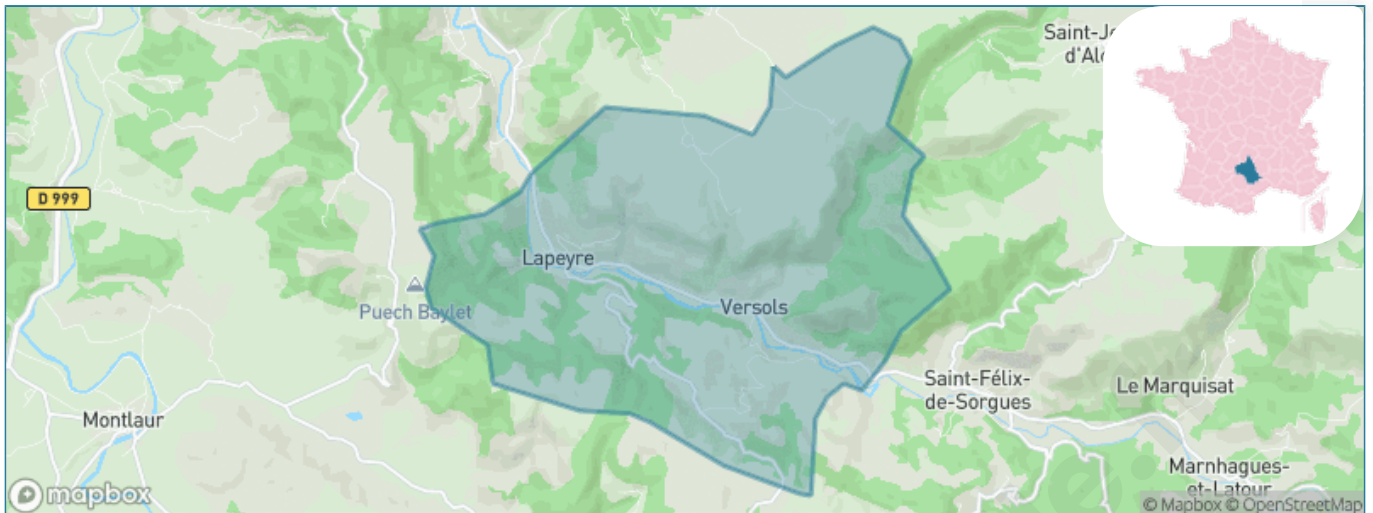 Saint-Je
d'Alc
D 999
Lapeyre
Versols
Puech Baylet
Saint-Félix-
de-Sorgues
Le Marquisat
Montlaur
Marnhagues-
et-Latour
mapbox
© Mapbox © OpenStreetMap